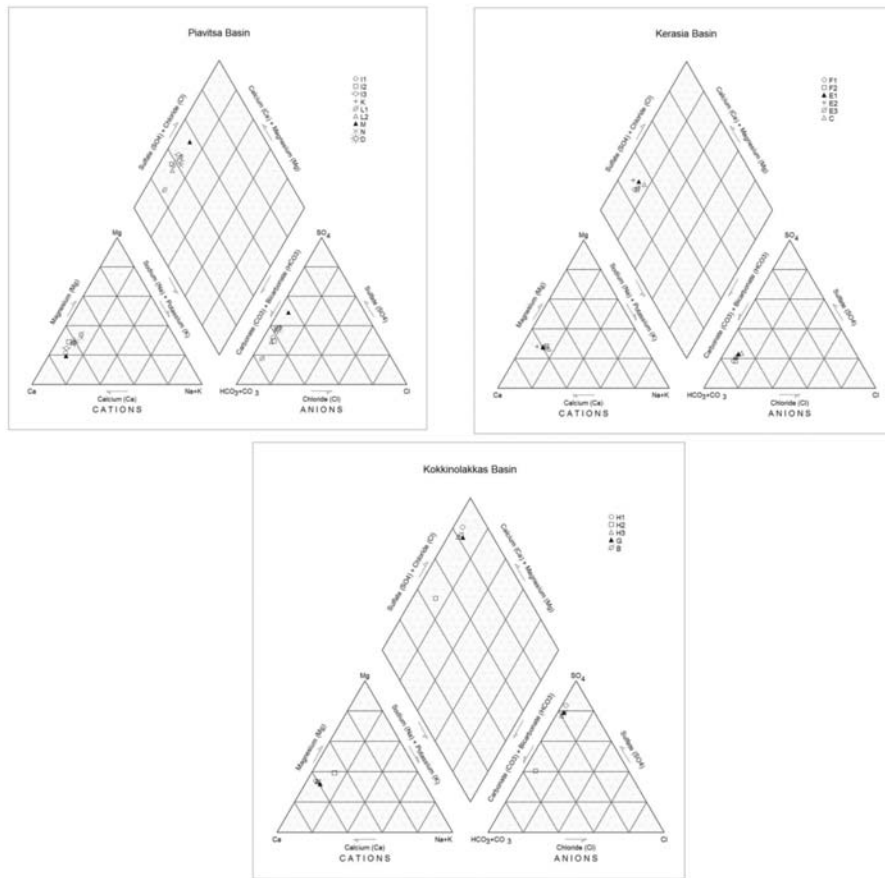 Piavitsa Basin
I1
I2
I3
K
L1
L2
M
N
D
Sulfate (SO4) + Chloride (Cl)
Calcium (Ca) + Magnesium (Mg)
Mg
SO4
Magnesium (Mg)
Sodium (Na) + Potassium (K)
Carbonate (CO3) + Bicarbonate (HCO3)
Sulfate (SO4)
Ca
Na+K
HCO3+CO3
Cl
Calcium (Ca)
Chloride (Cl)
CATIONS
ANIONS
Kerasia Basin
F1
F2
E1
E2
E3
C
Sulfate (SO4) + Chloride (Cl)
Calcium (Ca) + Magnesium (Mg)
Mg
SO4
Magnesium (Mg)
Sodium (Na) + Potassium (K)
Carbonate (CO3) + Bicarbonate (HCO3)
Sulfate (SO4)
Ca
Na+K
HCO3+CO3
Cl
Calcium (Ca)
Chloride (Cl)
CATIONS
ANIONS
Kokkinolakkas Basin
H1
H2
H3
G
B
Sulfate (SO4) + Chloride (Cl)
Calcium (Ca) + Magnesium (Mg)
Mg
SO4
Magnesium (Mg)
Sodium (Na) + Potassium (K)
Carbonate (CO3) + Bicarbonate (HCO3)
Sulfate (SO4)
Ca
Na+K
HCO3+CO3
Cl
Calcium (Ca)
Chloride (Cl)
CATIONS
ANIONS